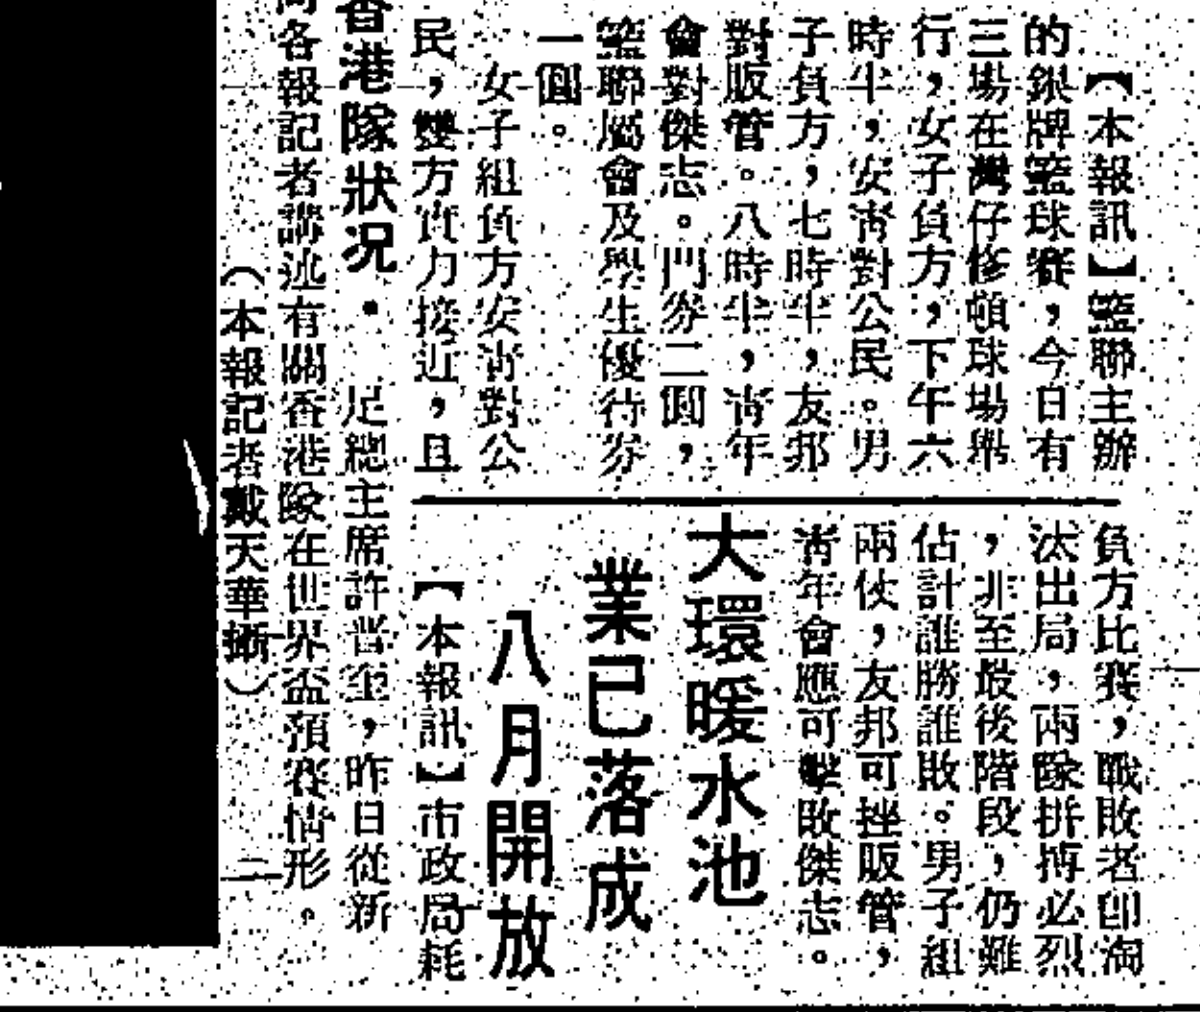 【本報訊】籃聯主辦
的銀牌籃球賽，今日有
三場在灣仔修頓球場舉
行，女子負方，下午六
時半，安青對公民。男
子負方，七時半，友邦
對販管。八時半，青年
會對傑志。門券二圓，
籃聯屬會及學生優待券
一圓。
女子組負方安青對公
民，雙方實力接近，且
負方比賽，戰敗者即淘
汰出局，兩隊拼搏必烈
，非至最後階段，仍難
佔計誰勝誰敗。男子組
兩仗，友邦可挫販管，
青年會應可擊敗傑志。
大環暖水池
業已落成
八月開放
【本報訊】市政局耗
香港隊狀況・足總主席許晋奎，昨日從新
向各報記者講述有關香港隊在世界盃預賽情形。
（本報記者戴天華攝）